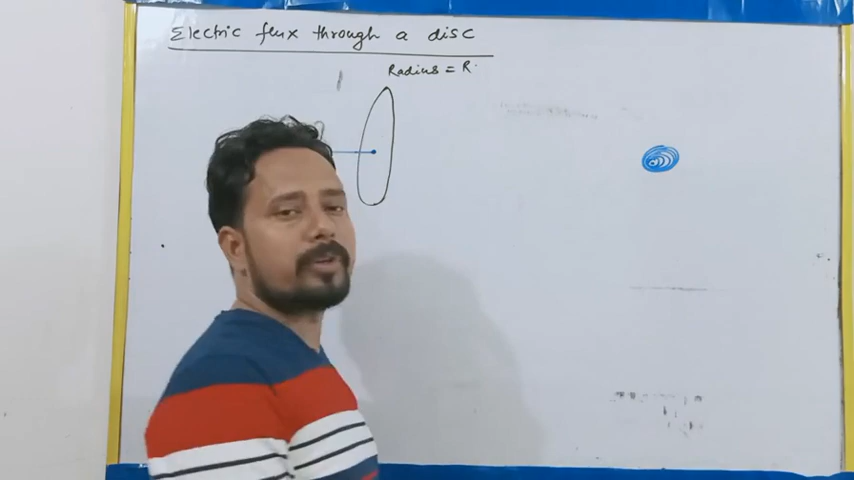 Electric flux through a disc
Radius = R.